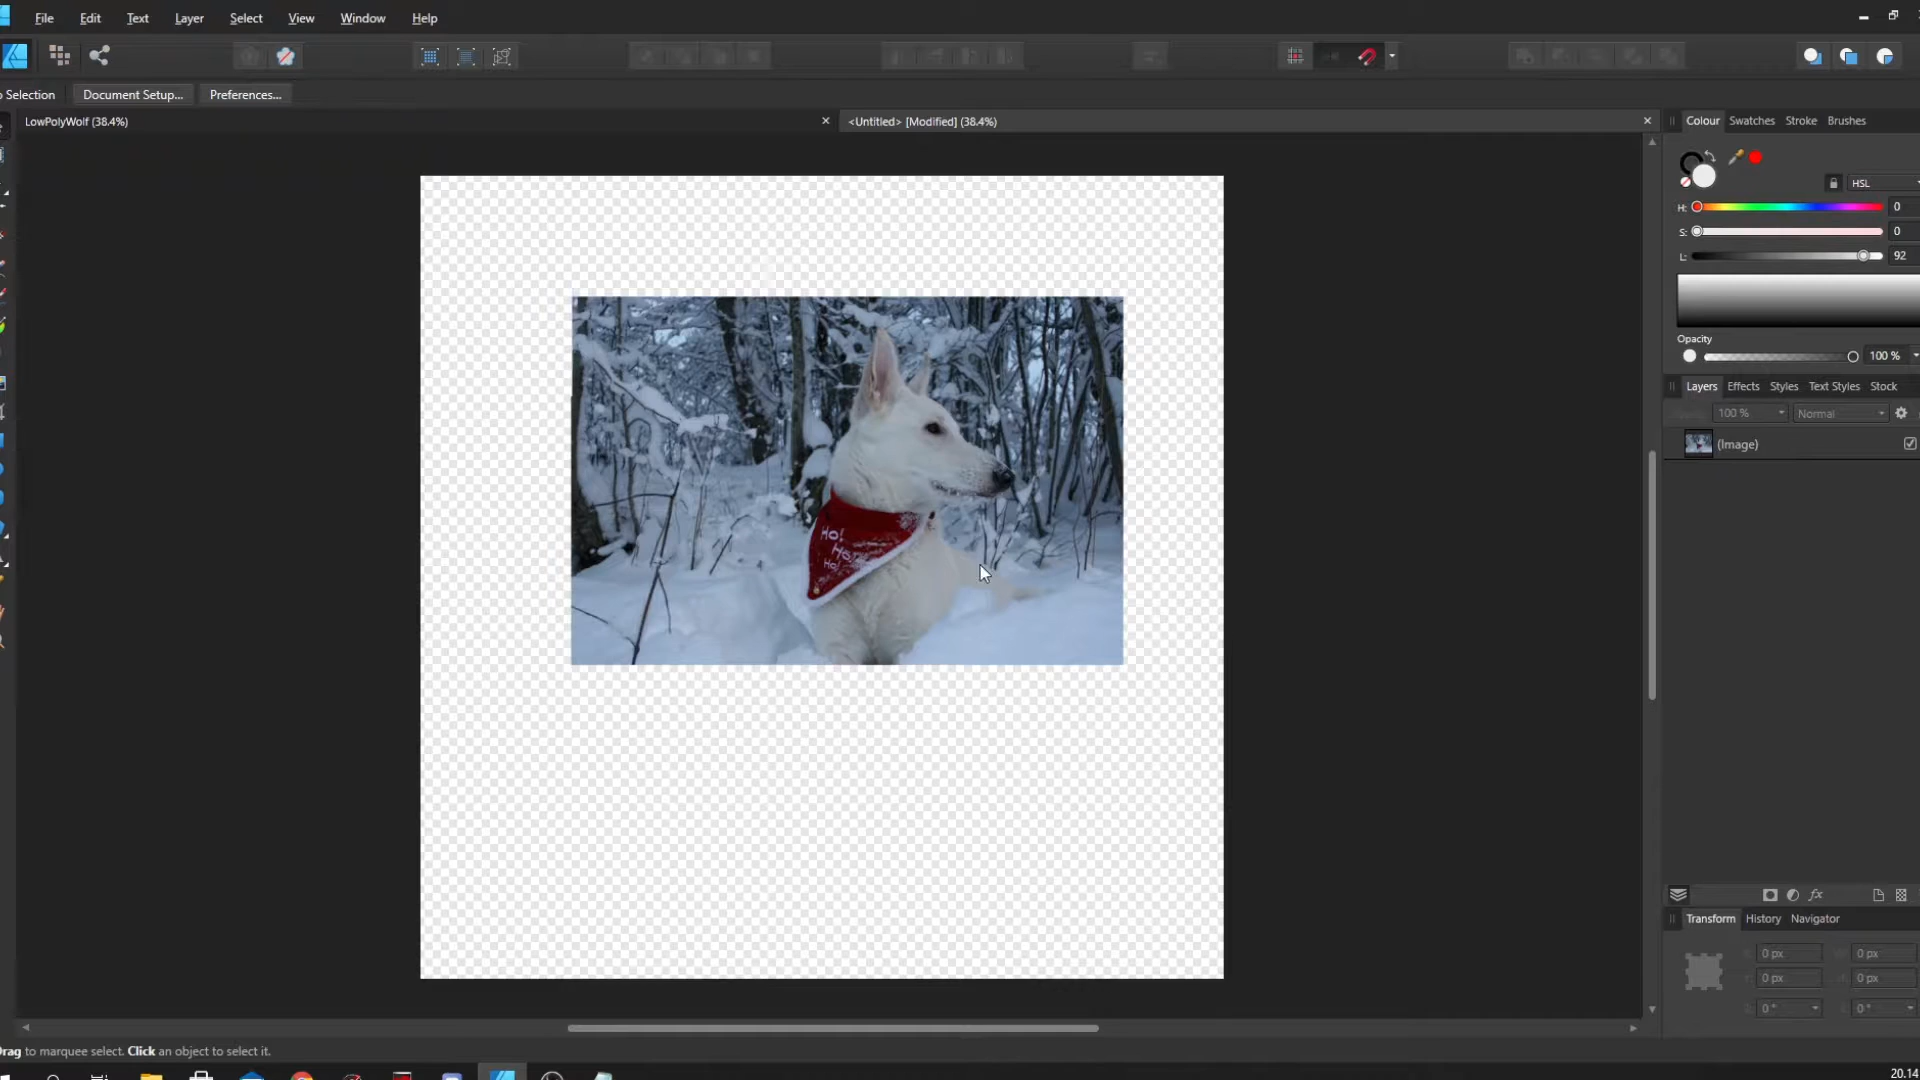 File Edit Text Layer Select View Window Help
o Selection Document Setup... Preferences...
LowPolyWolf (38.4%)
<Untitled> [Modified] (38.4%)
Colour Swatches Stroke Brushes
HSL
H: 0
S: 0
L: 92
Opacity
100 %
Layers Effects Styles Text Styles Stock
100 % Normal
(Image)
Ho!
Ho!
Ho!
Transform History Navigator
0 px 0 px
0 px 0 px
0 ° 0 °
Drag to marquee select. Click an object to select it.
20.14